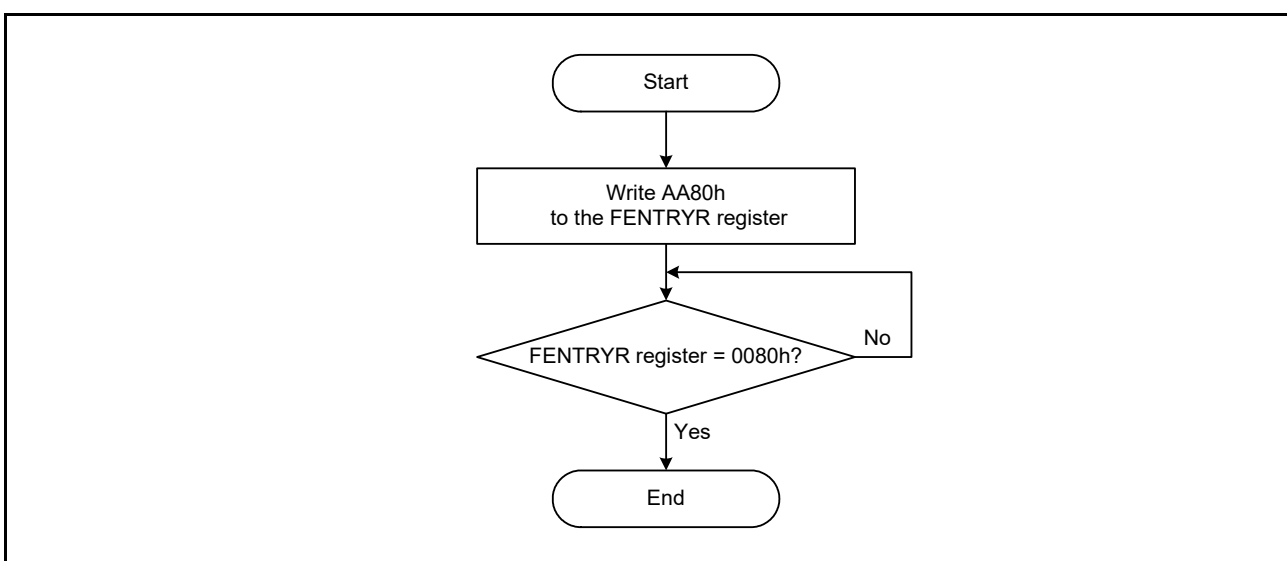 Start
Write AA80h
to the FENTRYR register
FENTRYR register = 0080h?
No
Yes
End